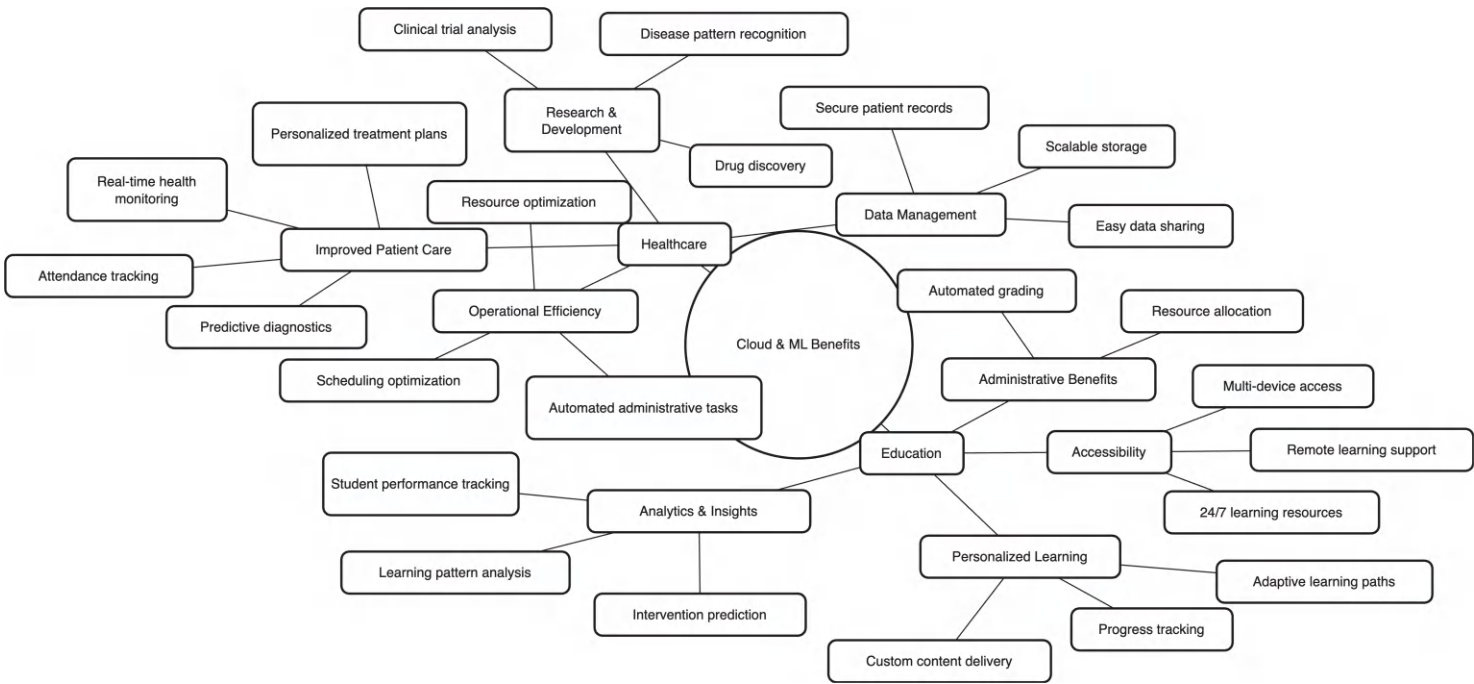 Clinical trial analysis
Disease pattern recognition
Research &
Development
Secure patient records
Personalized treatment plans
Scalable storage
Drug discovery
Real-time health
monitoring
Resource optimization
Data Management
Easy data sharing
Healthcare
Improved Patient Care
Attendance tracking
Automated grading
Operational Efficiency
Resource allocation
Predictive diagnostics
Cloud & ML Benefits
Scheduling optimization
Administrative Benefits
Multi-device access
Automated administrative tasks
Education
Accessibility
Remote learning support
Student performance tracking
Analytics & Insights
24/7 learning resources
Personalized Learning
Learning pattern analysis
Adaptive learning paths
Intervention prediction
Progress tracking
Custom content delivery